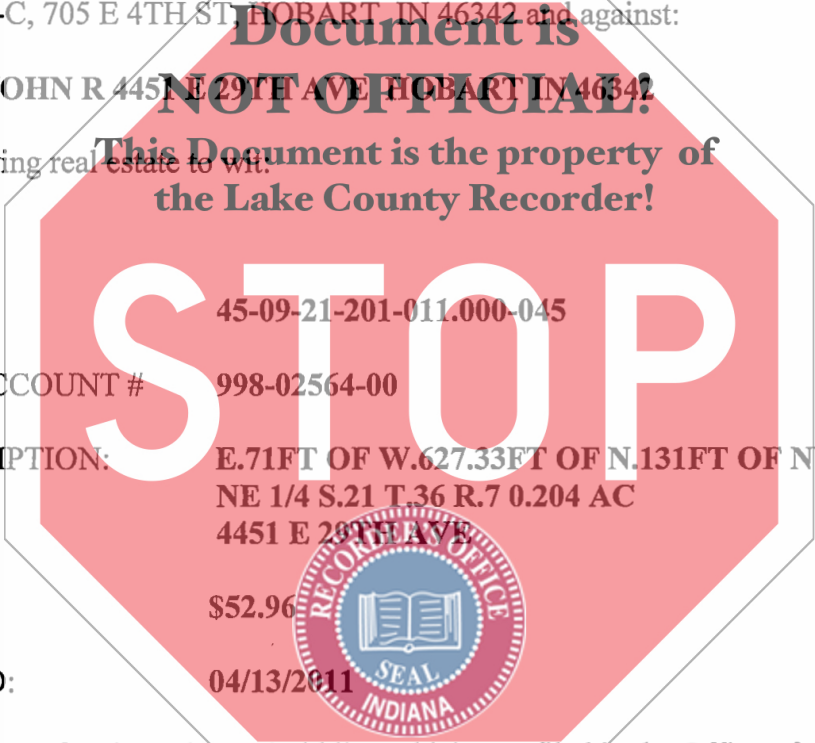 -C, 705 E 4TH ST, HOBART, IN 46342 and against:
Document is
OHN R 4451 E 29TH AVE HOBART IN 46342
NOT OFFICIAL!
This Document is the property of
ing real estate to wit:
the Lake County Recorder!
STOP
45-09-21-201-011.000-045
CCOUNT # 998-02564-00
IPTION: E.71FT OF W.627.33FT OF N.131FT OF N
NE 1/4 S.21 T.36 R.7 0.204 AC
4451 E 29TH AVE
RECORDER'S OFFICE
$52.96
SEAL
: 04/13/2011
INDIANA